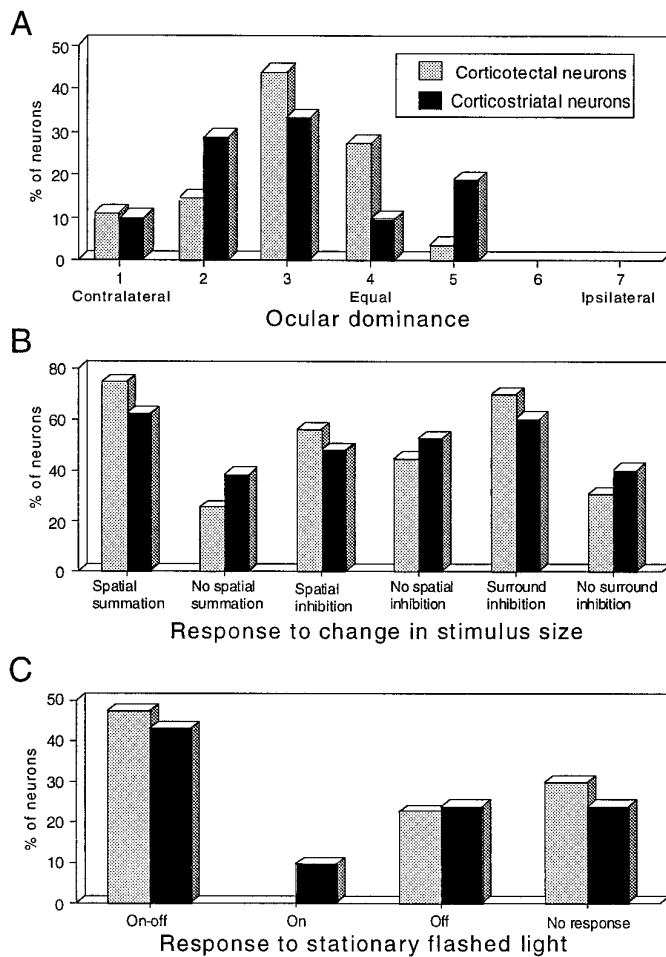 A
50
40
30
20
10
0
% of neurons
Corticotectal neurons
Corticostriatal neurons
1 2 3 4 5 6 7
Contralateral Equal Ipsilateral
Ocular dominance
B
80
60
40
20
0
% of neurons
Spatial summation
No spatial summation
Spatial inhibition
No spatial inhibition
Surround inhibition
No surround inhibition
Response to change in stimulus size
C
50
40
30
20
10
0
% of neurons
On-off On Off No response
Response to stationary flashed light